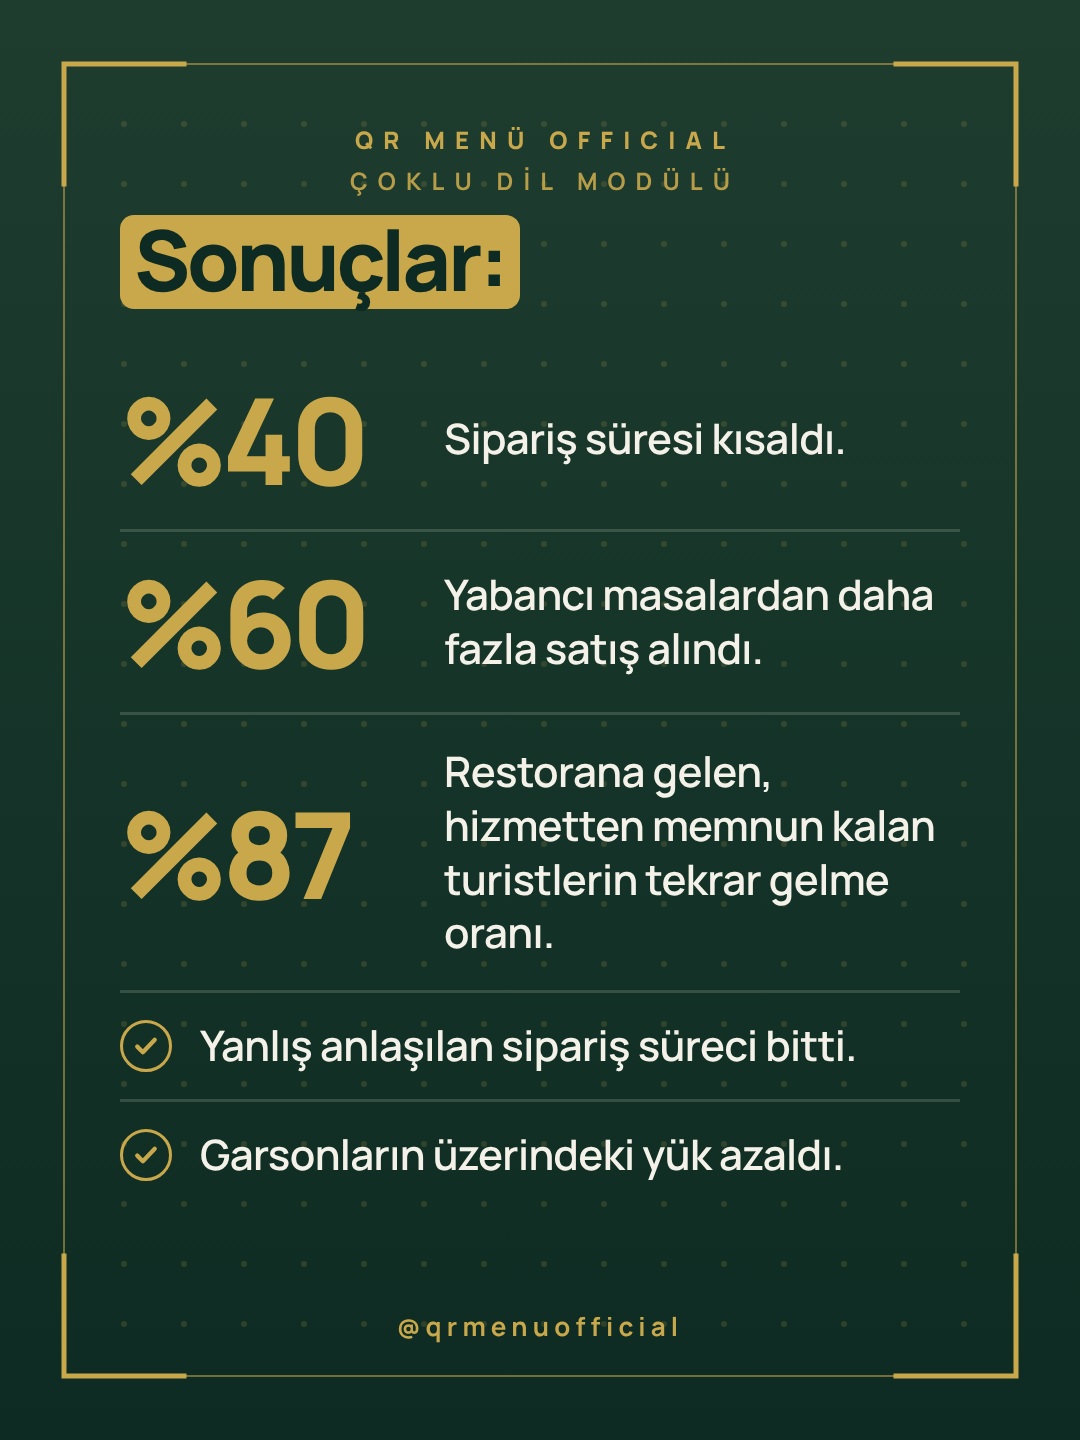 QR MENÜ OFFICIAL
ÇOKLU DİL MODÜLÜ
Sonuçlar:
%40
Sipariş süresi kısaldı.
%60
Yabancı masalardan daha
fazla satış alındı.
%87
Restorana gelen,
hizmetten memnun kalan
turistlerin tekrar gelme
oranı.
Yanlış anlaşılan sipariş süreci bitti.
Garsonların üzerindeki yük azaldı.
@qrmenuofficial